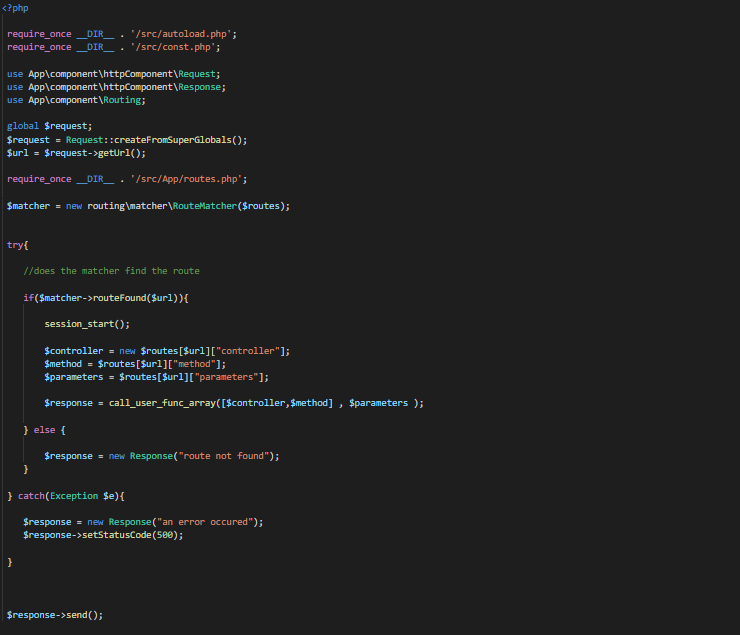 <?php
require_once __DIR__ . '/src/autoload.php';
require_once __DIR__ . '/src/const.php';
use App\component\httpComponent\Request;
use App\component\httpComponent\Response;
use App\component\Routing;
global $request;
$request = Request::createFromSuperGlobals();
$url = $request->getUrl();
require_once __DIR__ . '/src/App/routes.php';
$matcher = new routing\matcher\RouteMatcher($routes);
try{
//does the matcher find the route
if($matcher->routeFound($url)){
session_start();
$controller = new $routes[$url]["controller"];
$method = $routes[$url]["method"];
$parameters = $routes[$url]["parameters"];
$response = call_user_func_array([$controller,$method] , $parameters );
} else {
$response = new Response("route not found");
}
} catch(Exception $e){
$response = new Response("an error occured");
$response->setStatusCode(500);
}
$response->send();